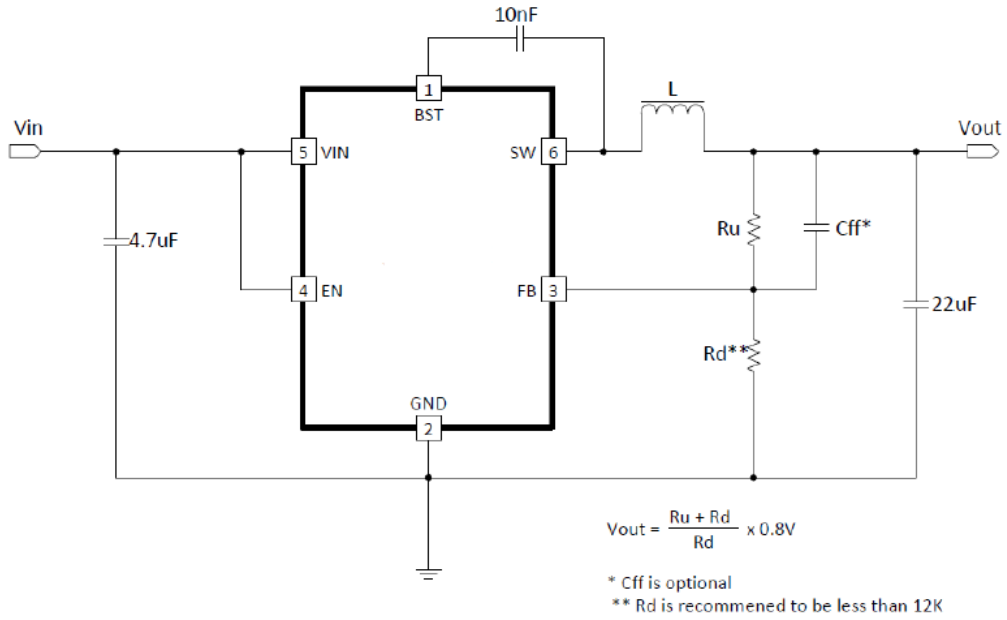 10nF
1
BST
L
Vin
Vout
5 VIN
SW 6
4.7uF
Ru
Cff*
4 EN
FB 3
22uF
Rd**
GND
2
Vout = Ru + Rd / Rd x 0.8V
* Cff is optional
** Rd is recommened to be less than 12K